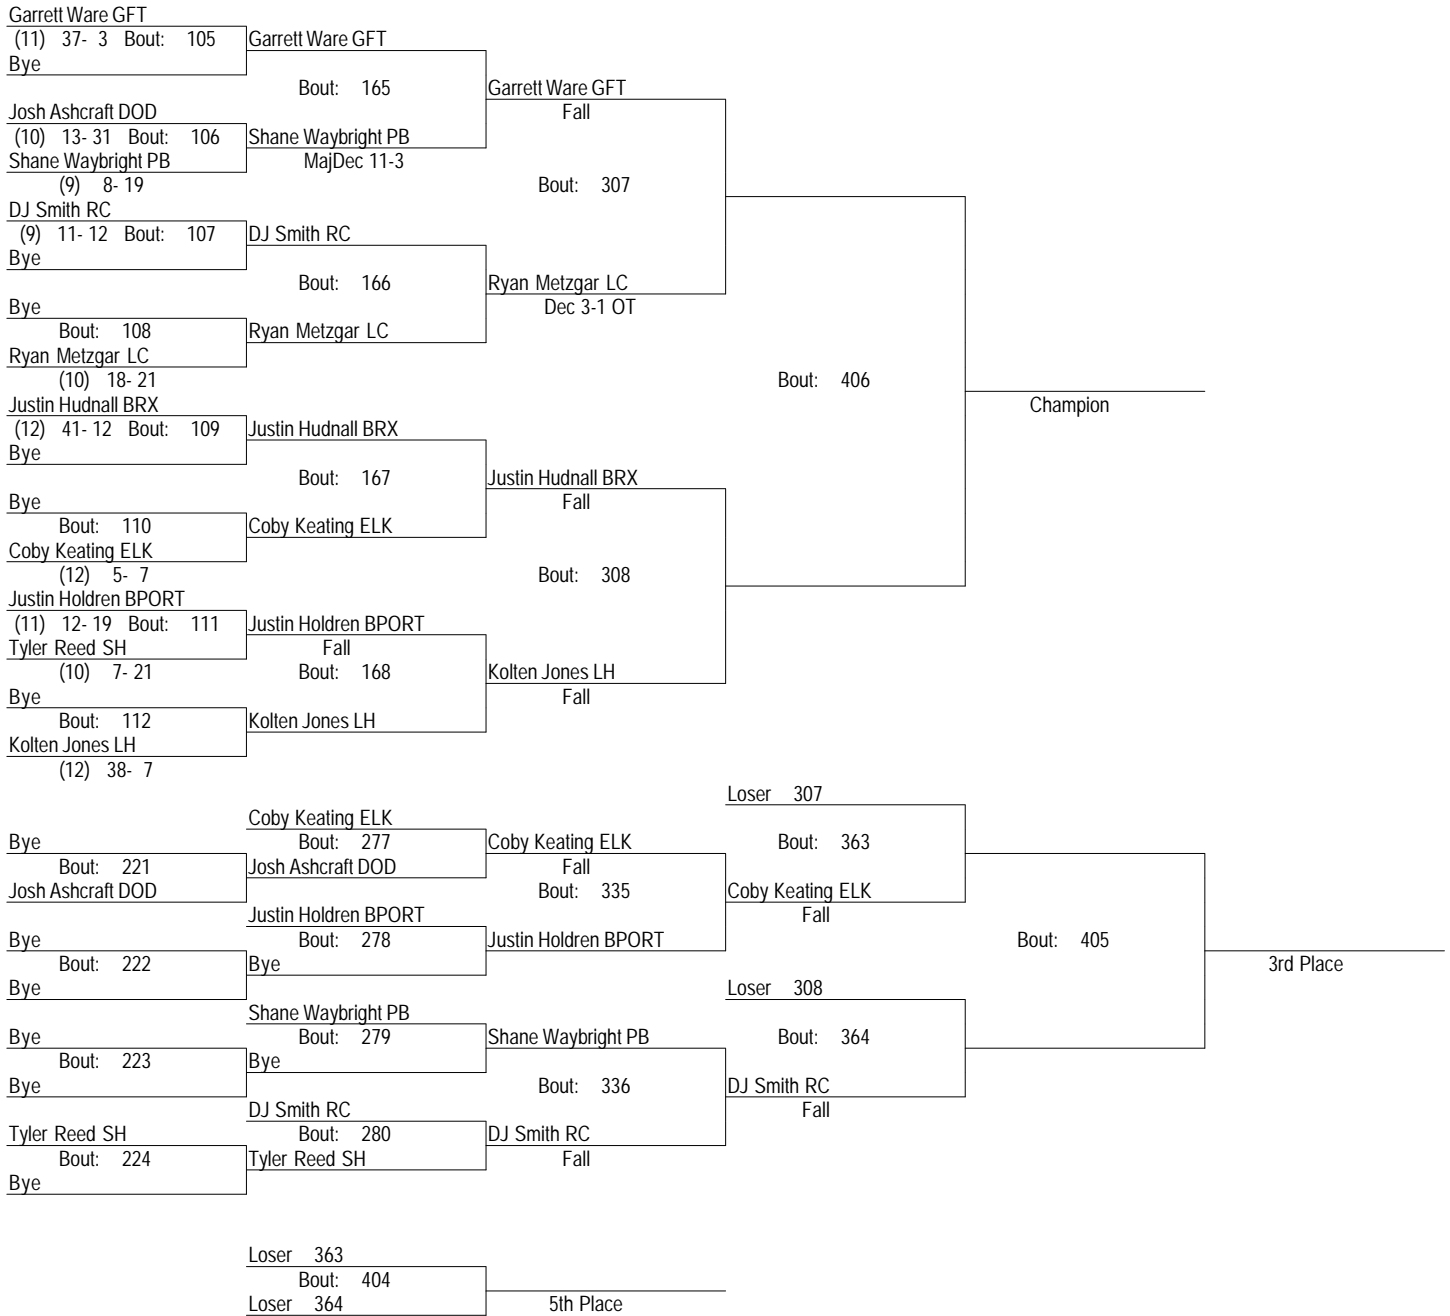 Garrett Ware GFT
(11) 37- 3 Bout: 105 Garrett Ware GFT
Bye
Bout: 165 Garrett Ware GFT
Josh Ashcraft DOD Fall
(10) 13- 31 Bout: 106 Shane Waybright PB
Shane Waybright PB MajDec 11-3
(9) 8- 19 Bout: 307
DJ Smith RC
(9) 11- 12 Bout: 107 DJ Smith RC
Bye
Bout: 166 Ryan Metzgar LC
Bye Dec 3-1 OT
Bout: 108 Ryan Metzgar LC
Ryan Metzgar LC
(10) 18- 21 Bout: 406
Justin Hudnall BRX Champion
(12) 41- 12 Bout: 109 Justin Hudnall BRX
Bye
Bout: 167 Justin Hudnall BRX
Bye Fall
Bout: 110 Coby Keating ELK
Coby Keating ELK
(12) 5- 7 Bout: 308
Justin Holdren BPORT
(11) 12- 19 Bout: 111 Justin Holdren BPORT
Tyler Reed SH Fall
(10) 7- 21 Bout: 168 Kolten Jones LH
Bye Fall
Bout: 112 Kolten Jones LH
Kolten Jones LH
(12) 38- 7
Loser 307
Coby Keating ELK
Bye Bout: 277 Coby Keating ELK Bout: 363
Bout: 221 Josh Ashcraft DOD Fall
Josh Ashcraft DOD Bout: 335 Coby Keating ELK
Justin Holdren BPORT Fall
Bye Bout: 278 Justin Holdren BPORT Bout: 405
Bout: 222 Bye 3rd Place
Bye Loser 308
Shane Waybright PB
Bye Bout: 279 Shane Waybright PB Bout: 364
Bout: 223 Bye
Bye Bout: 336 DJ Smith RC
DJ Smith RC Fall
Tyler Reed SH Bout: 280 DJ Smith RC
Bout: 224 Tyler Reed SH Fall
Bye
Loser 363
Bout: 404
Loser 364 5th Place